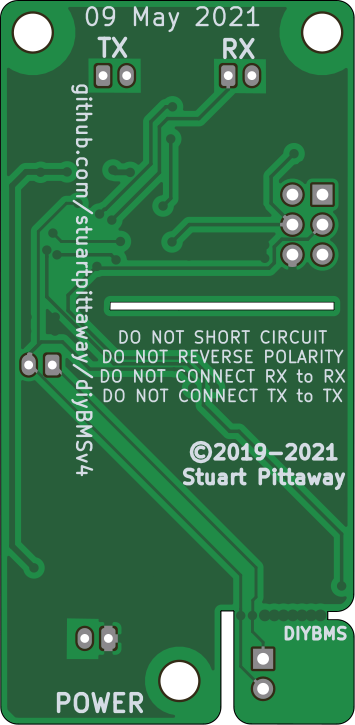 09 May 2021
TX
RX
github.com/stuartpittaway/diyBMSv4
DO NOT SHORT CIRCUIT
DO NOT REVERSE POLARITY
DO NOT CONNECT RX to RX
DO NOT CONNECT TX to TX
©2019-2021
Stuart Pittaway
DIYBMS
POWER